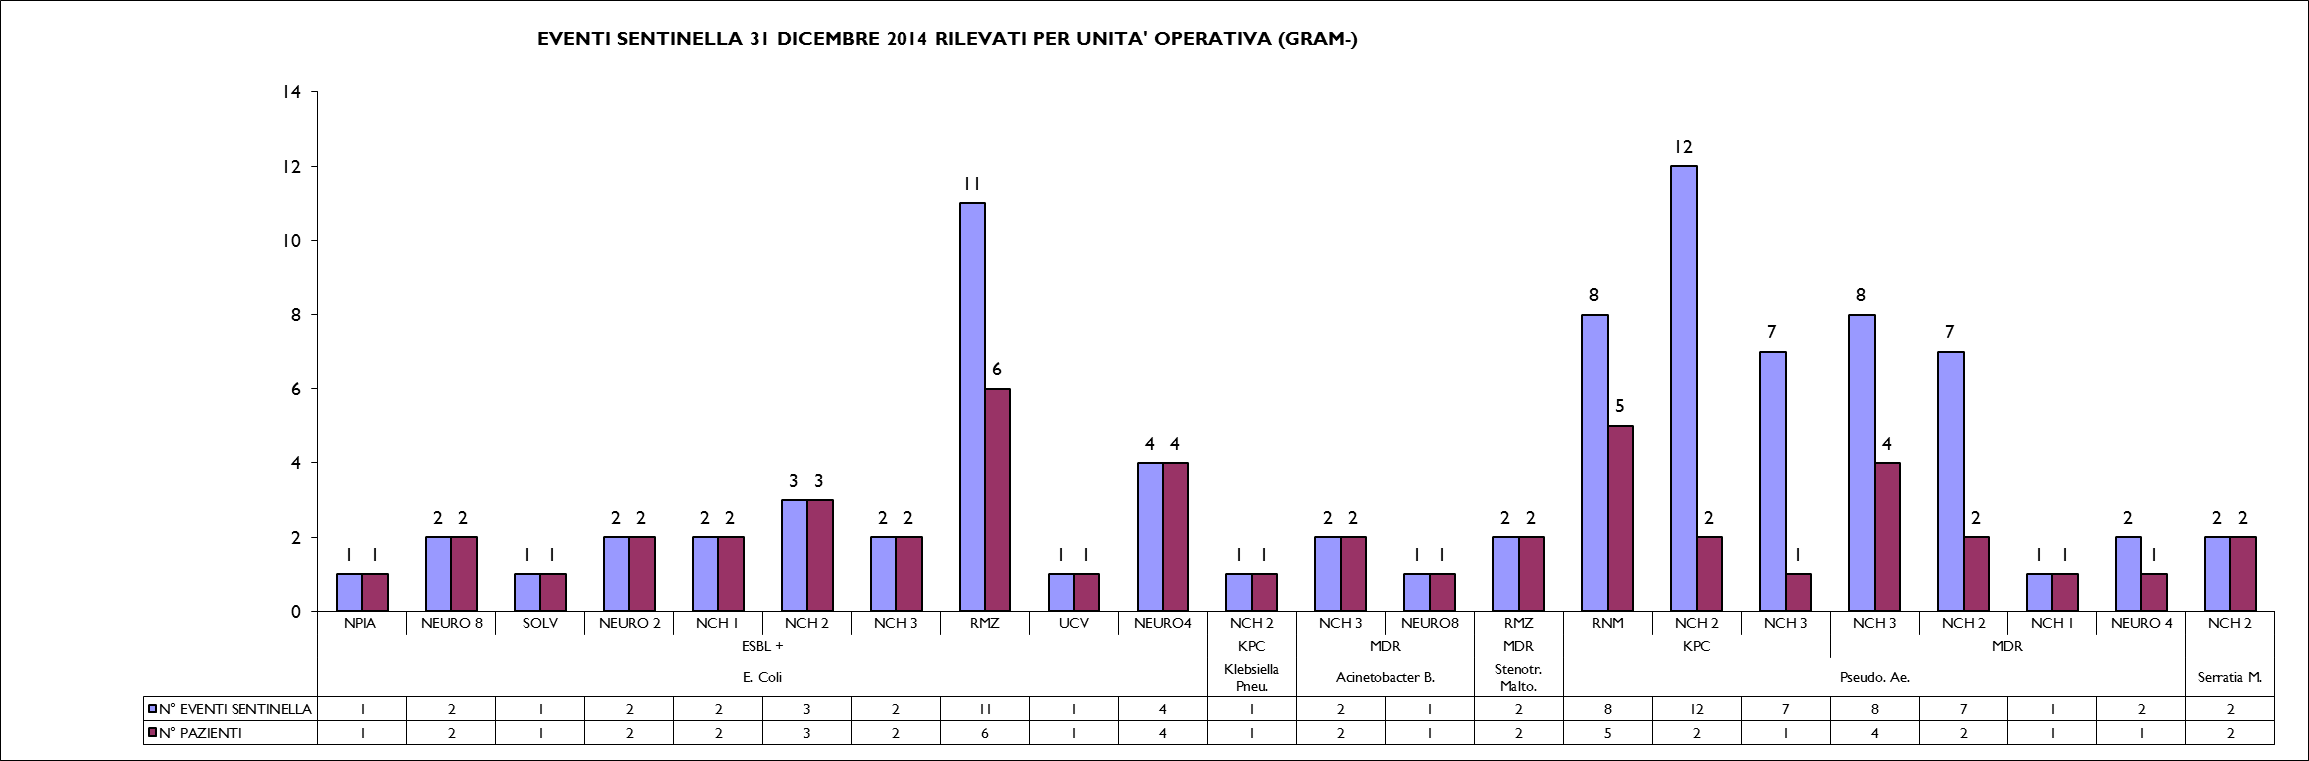 EVENTI SENTINELLA 31 DICEMBRE 2014 RILEVATI PER UNITA' OPERATIVA (GRAM-)
14
12
10
8
6
4
2
0
1 1 2 2 1 1 2 2 2 2 3 3 2 2 11 6 1 1 4 4 1 1 2 2 1 1 2 2 8 5 12 2 7 1 8 4 7 2 1 1 2 1 2 2
NPIA NEURO 8 SOLV NEURO 2 NCH 1 NCH 2 NCH 3 RMZ UCV NEURO4 NCH 2 NCH 3 NEURO8 RMZ RNM NCH 2 NCH 3 NCH 3 NCH 2 NCH 1 NEURO 4 NCH 2
ESBL + KPC MDR MDR KPC MDR
E. Coli Klebsiella Pneu. Acinetobacter B. Stenotr. Malto. Pseudo. Ae. Serratia M.
N° EVENTI SENTINELLA 1 2 1 2 2 3 2 11 1 4 1 2 1 2 8 12 7 8 7 1 2 2
N° PAZIENTI 1 2 1 2 2 3 2 6 1 4 1 2 1 2 5 2 1 4 2 1 1 2